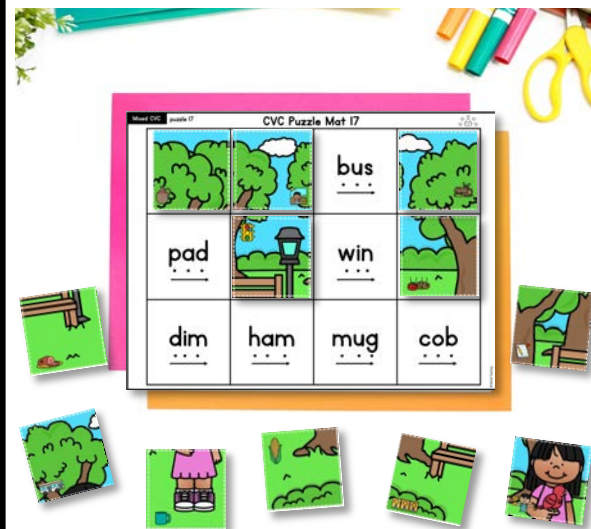 Mixed CVC puzzle 17
CVC Puzzle Mat 17
bus
pad win
dim ham mug cob